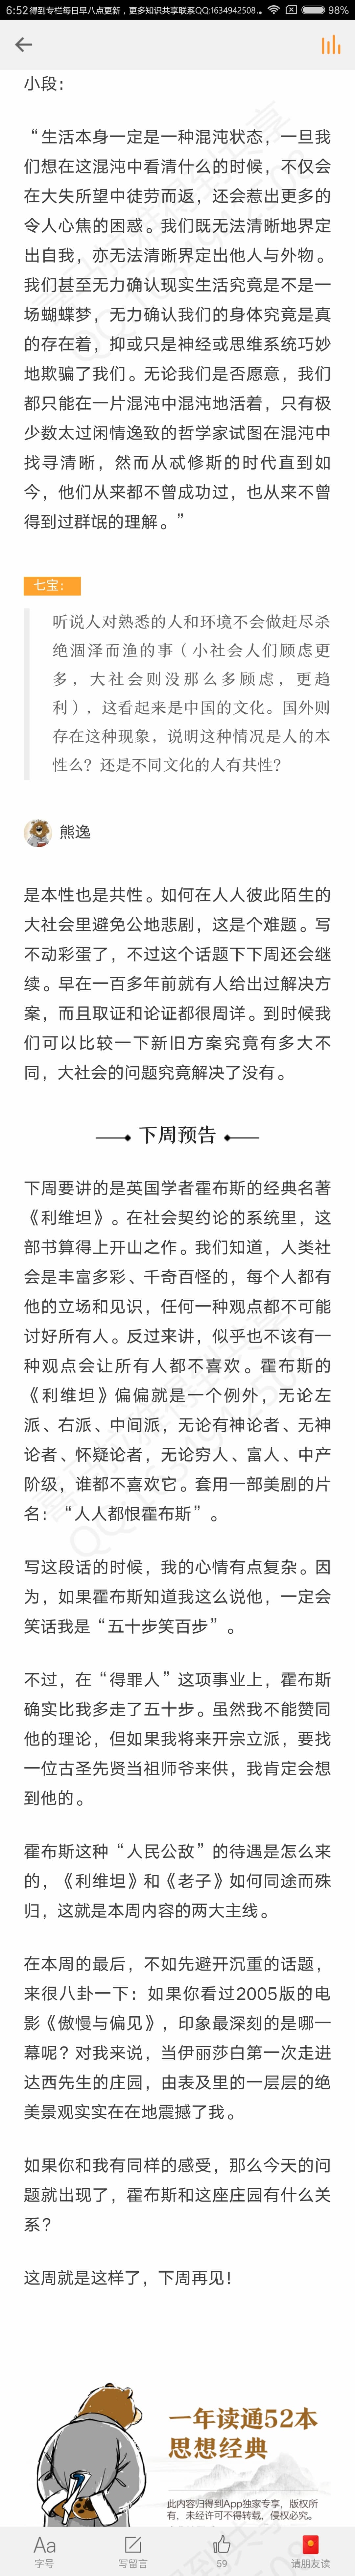 6:52 得到专栏每日早八点更新，更多知识共享联系QQ:1634942508 . 98%
小段：
“生活本身一定是一种混沌状态，一旦我
们想在这混沌中看清什么的时候，不仅会
在大失所望中徒劳而返，还会惹出更多的
令人心焦的困惑。我们既无法清晰地界定
出自我，亦无法清晰界定出他人与外物。
我们甚至无力确认现实生活究竟是不是一
场蝴蝶梦，无力确认我们的身体究竟是真
的存在着，抑或只是神经或思维系统巧妙
地欺骗了我们。无论我们是否愿意，我们
都只能在一片混沌中混沌地活着，只有极
少数太过闲情逸致的哲学家试图在混沌中
找寻清晰，然而从忒修斯的时代直到如
今，他们从来都不曾成功过，也从来不曾
得到过群氓的理解。”
七宝：
听说人对熟悉的人和环境不会做赶尽杀
绝涸泽而渔的事（小社会人们顾虑更
多，大社会则没那么多顾虑，更趋
利），这看起来是中国的文化。国外则
存在这种现象，说明这种情况是人的本
性么？还是不同文化的人有共性？
熊逸
是本性也是共性。如何在人人彼此陌生的
大社会里避免公地悲剧，这是个难题。写
不动彩蛋了，不过这个话题下下周还会继
续。早在一百多年前就有人给出过解决方
案，而且取证和论证都很周详。到时候我
们可以比较一下新旧方案究竟有多大不
同，大社会的问题究竟解决了没有。
下周预告
下周要讲的是英国学者霍布斯的经典名著
《利维坦》。在社会契约论的系统里，这
部书算得上开山之作。我们知道，人类社
会是丰富多彩、千奇百怪的，每个人都有
他的立场和见识，任何一种观点都不可能
讨好所有人。反过来讲，似乎也不该有一
种观点会让所有人都不喜欢。霍布斯的
《利维坦》偏偏就是一个例外，无论左
派、右派、中间派，无论有神论者、无神
论者、怀疑论者，无论穷人、富人、中产
阶级，谁都不喜欢它。套用一部美剧的片
名：“人人都恨霍布斯”。
写这段话的时候，我的心情有点复杂。因
为，如果霍布斯知道我这么说他，一定会
笑话我是“五十步笑百步”。
不过，在“得罪人”这项事业上，霍布斯
确实比我多走了五十步。虽然我不能赞同
他的理论，但如果我将来开宗立派，要找
一位古圣先贤当祖师爷来供，我肯定会想
到他的。
霍布斯这种“人民公敌”的待遇是怎么来
的，《利维坦》和《老子》如何同途而殊
归，这就是本周内容的两大主线。
在本周的最后，不如先避开沉重的话题，
来很八卦一下：如果你看过2005版的电
影《傲慢与偏见》，印象最深刻的是哪一
幕呢？对我来说，当伊丽莎白第一次走进
达西先生的庄园，由表及里的一层层的绝
美景观实实在在地震撼了我。
如果你和我有同样的感受，那么今天的问
题就出现了，霍布斯和这座庄园有什么关
系？
这周就是这样了，下周再见！
一年读通52本
思想经典
此内容归得到App独家专享，版权所
有，未经许可不得转载，侵权必究。
Aa
字号 写留言 59 请朋友读